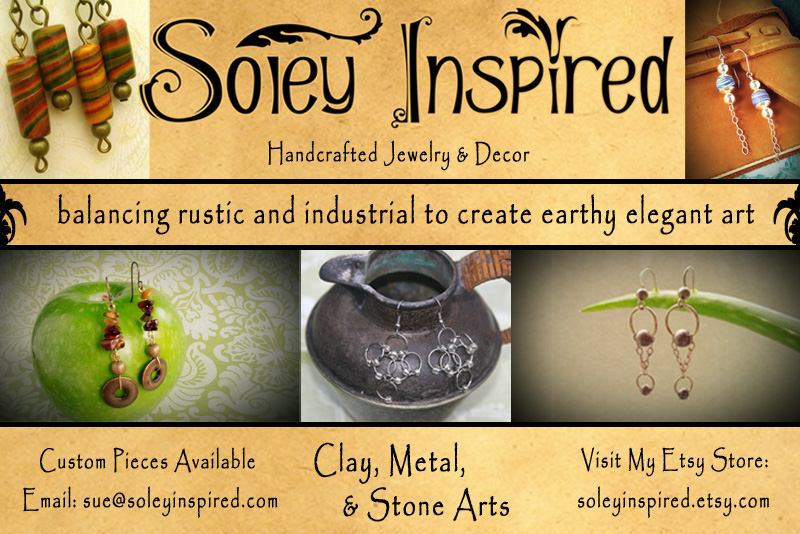 Soley Inspired
Handcrafted Jewelry & Decor
balancing rustic and industrial to create earthy elegant art
Custom Pieces Available
Email: sue@soleyinspired.com
Clay, Metal,
& Stone Arts
Visit My Etsy Store:
soleyinspired.etsy.com